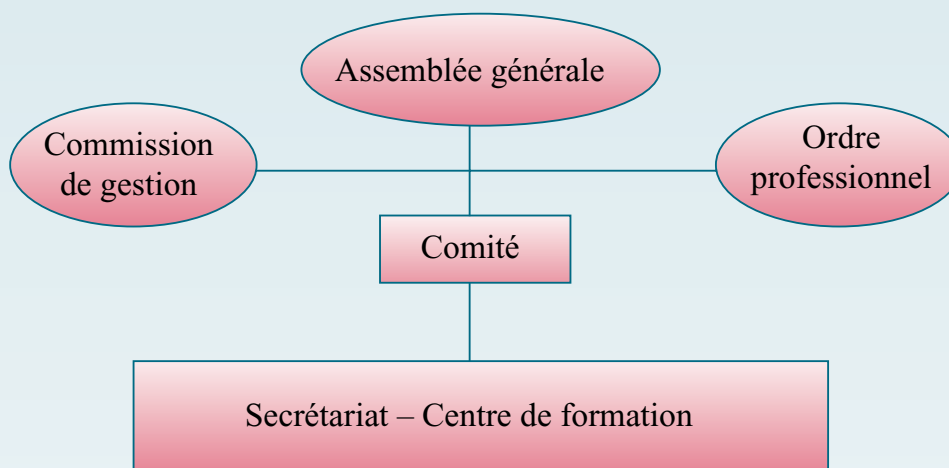 Assemblée générale
Commission
de gestion
Ordre
professionnel
Comité
Secrétariat – Centre de formation